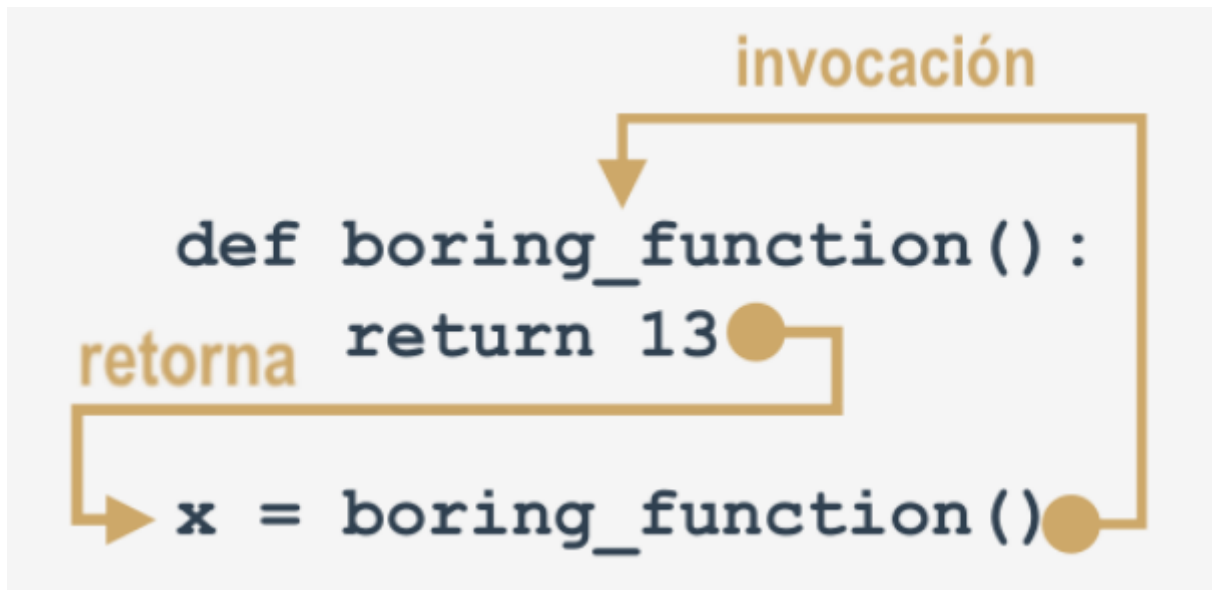 invocación
def boring_function():
return 13
retorna
x = boring_function()